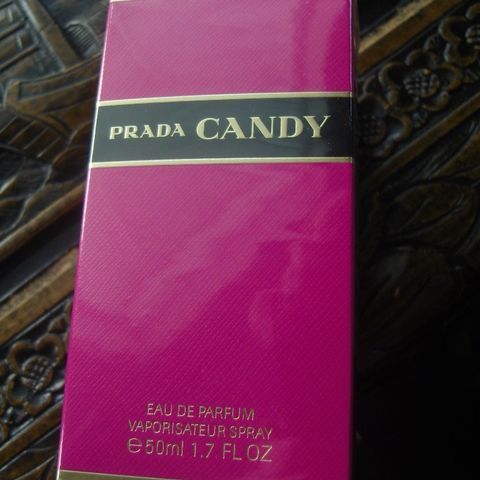 PRADA CANDY
EAU DE PARFUM
VAPORISATEUR SPRAY
℮50ml 1.7 FL OZ